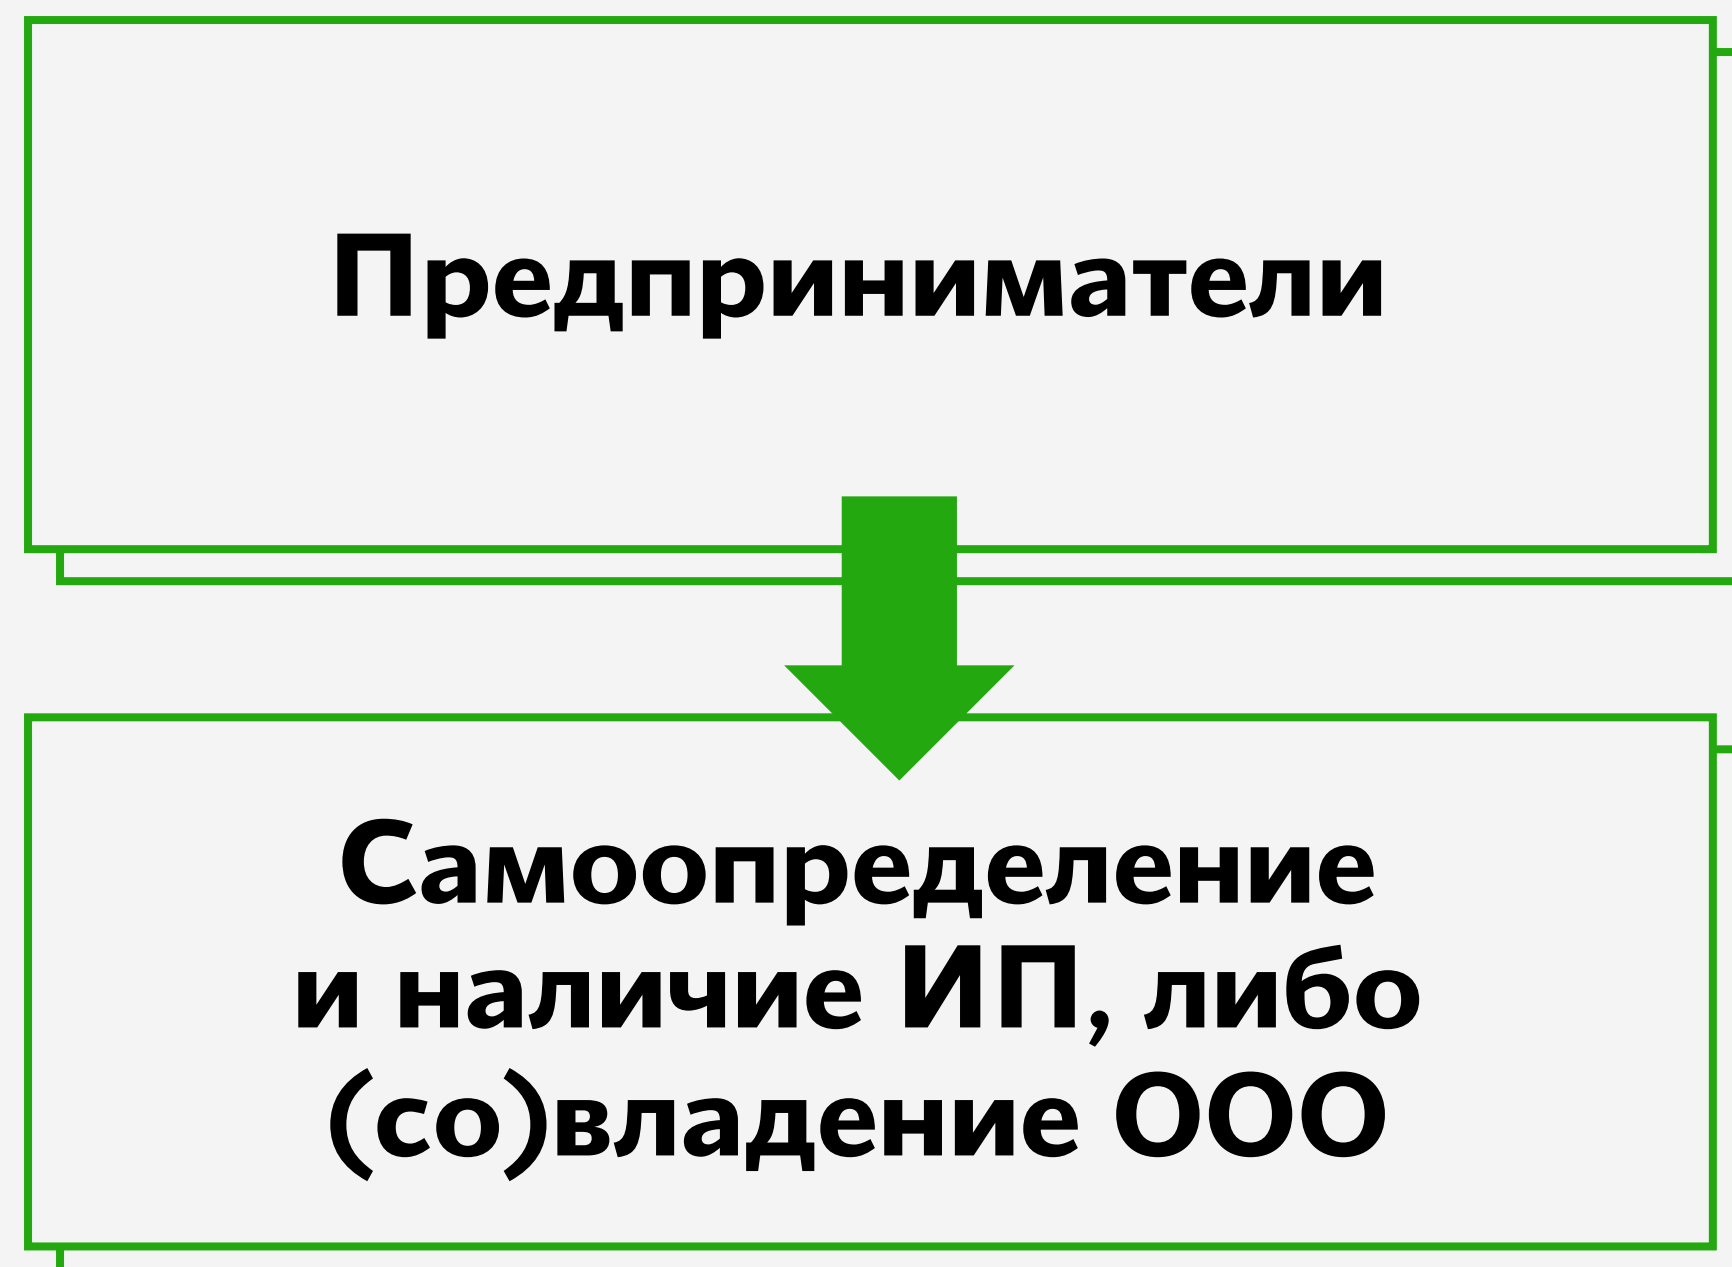 Предприниматели
Самоопределение
и наличие ИП, либо
(со)владение ООО